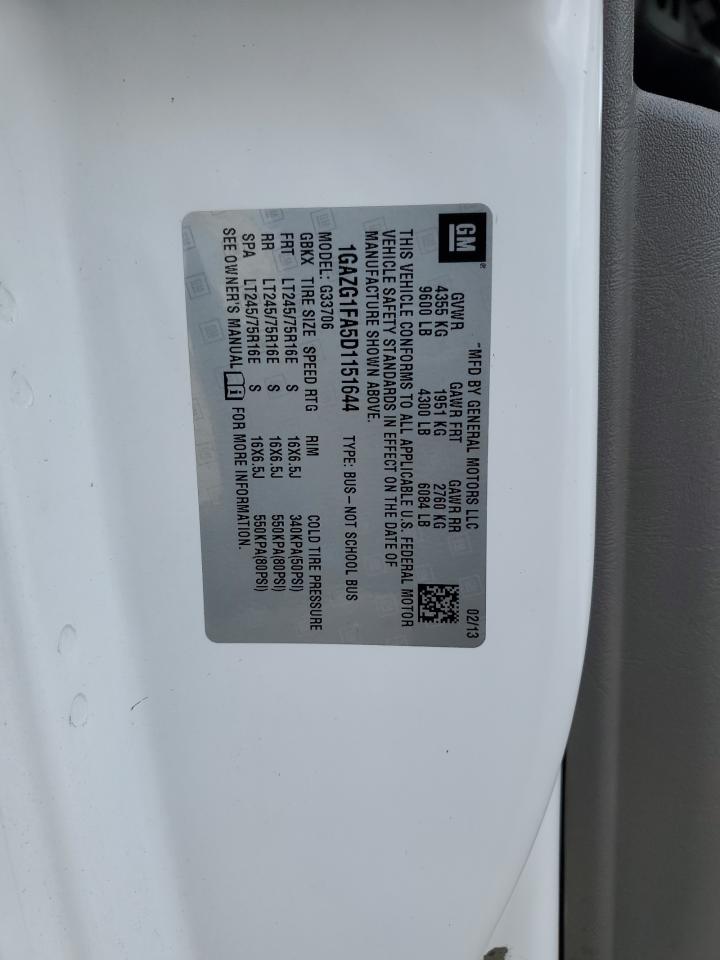 GM®
MFD BY GENERAL MOTORS LLC 02/13
GVWR GAWR FRT GAWR RR
4355 KG 1951 KG 2760 KG
9600 LB 4300 LB 6084 LB
THIS VEHICLE CONFORMS TO ALL APPLICABLE U.S. FEDERAL MOTOR
VEHICLE SAFETY STANDARDS IN EFFECT ON THE DATE OF
MANUFACTURE SHOWN ABOVE.
1GAZG1FA5D1151644 TYPE: BUS-NOT SCHOOL BUS
MODEL: G33706
GBKX TIRE SIZE SPEED RTG RIM COLD TIRE PRESSURE
FRT LT245/75R16E S 16X6.5J 340KPA(50PSI)
RR LT245/75R16E S 16X6.5J 550KPA(80PSI)
SPA LT245/75R16E S 16X6.5J 550KPA(80PSI)
SEE OWNER'S MANUAL FOR MORE INFORMATION.